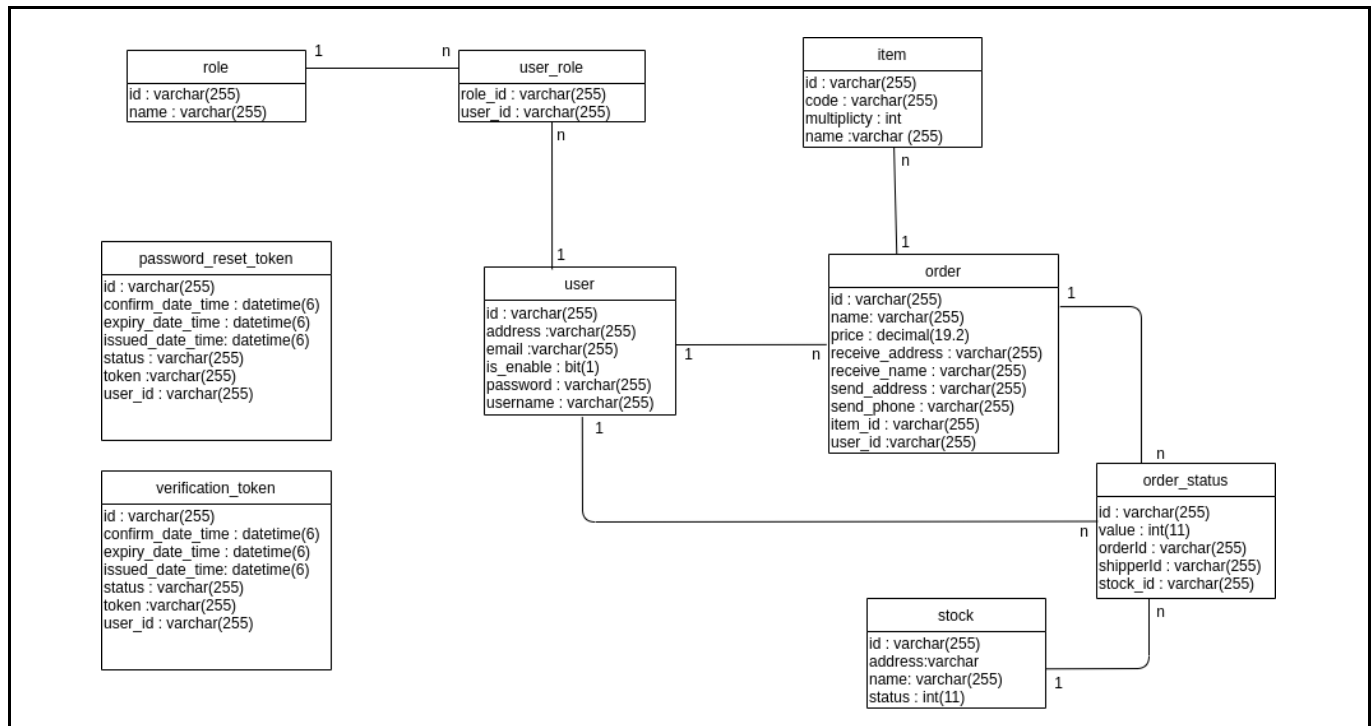 role
id : varchar(255)
name : varchar(255)
1
n
user_role
role_id : varchar(255)
user_id : varchar(255)
n
1
item
id : varchar(255)
code : varchar(255)
multiplicty : int
name :varchar (255)
n
1
password_reset_token
id : varchar(255)
confirm_date_time : datetime(6)
expiry_date_time : datetime(6)
issued_date_time: datetime(6)
status : varchar(255)
token :varchar(255)
user_id : varchar(255)
user
id : varchar(255)
address :varchar(255)
email :varchar(255)
is_enable : bit(1)
password : varchar(255)
username : varchar(255)
1
n
1
n
order
id : varchar(255)
name: varchar(255)
price : decimal(19.2)
receive_address : varchar(255)
receive_name : varchar(255)
send_address : varchar(255)
send_phone : varchar(255)
item_id : varchar(255)
user_id :varchar(255)
1
n
verification_token
id : varchar(255)
confirm_date_time : datetime(6)
expiry_date_time : datetime(6)
issued_date_time: datetime(6)
status : varchar(255)
token :varchar(255)
user_id : varchar(255)
order_status
id : varchar(255)
value : int(11)
orderId : varchar(255)
shipperId : varchar(255)
stock_id : varchar(255)
n
1
stock
id : varchar(255)
address:varchar
name: varchar(255)
status : int(11)